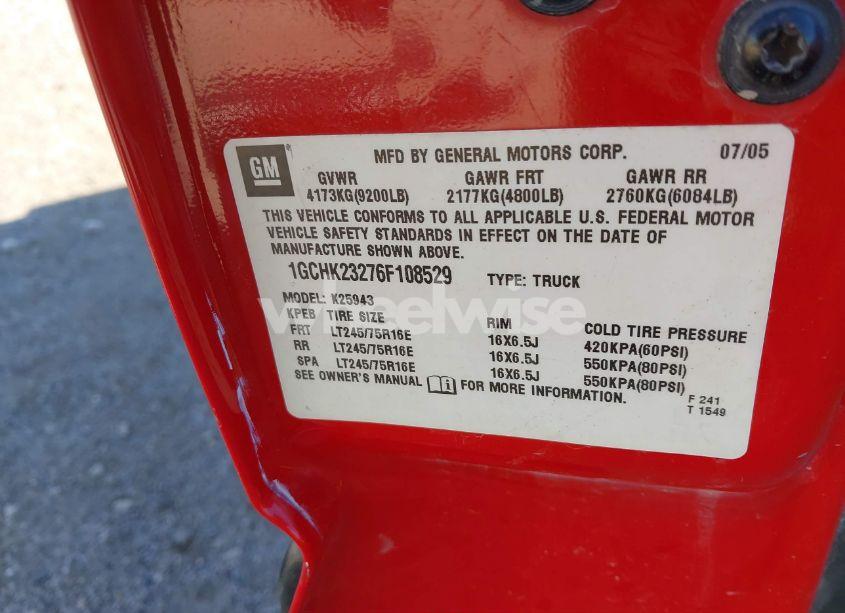 GM
MFD BY GENERAL MOTORS CORP. 07/05
GVWR GAWR FRT GAWR RR
4173KG(9200LB) 2177KG(4800LB) 2760KG(6084LB)
THIS VEHICLE CONFORMS TO ALL APPLICABLE U.S. FEDERAL MOTOR
VEHICLE SAFETY STANDARDS IN EFFECT ON THE DATE OF
MANUFACTURE SHOWN ABOVE.
1GCHK23276F108529 TYPE: TRUCK
MODEL: K25943
KPEB TIRE SIZE RIM COLD TIRE PRESSURE
FRT LT245/75R16E 16X6.5J 420KPA(60PSI)
RR LT245/75R16E 16X6.5J 550KPA(80PSI)
SPA LT245/75R16E 16X6.5J 550KPA(80PSI)
SEE OWNER'S MANUAL FOR MORE INFORMATION.
F 241
T 1549
wheelwise